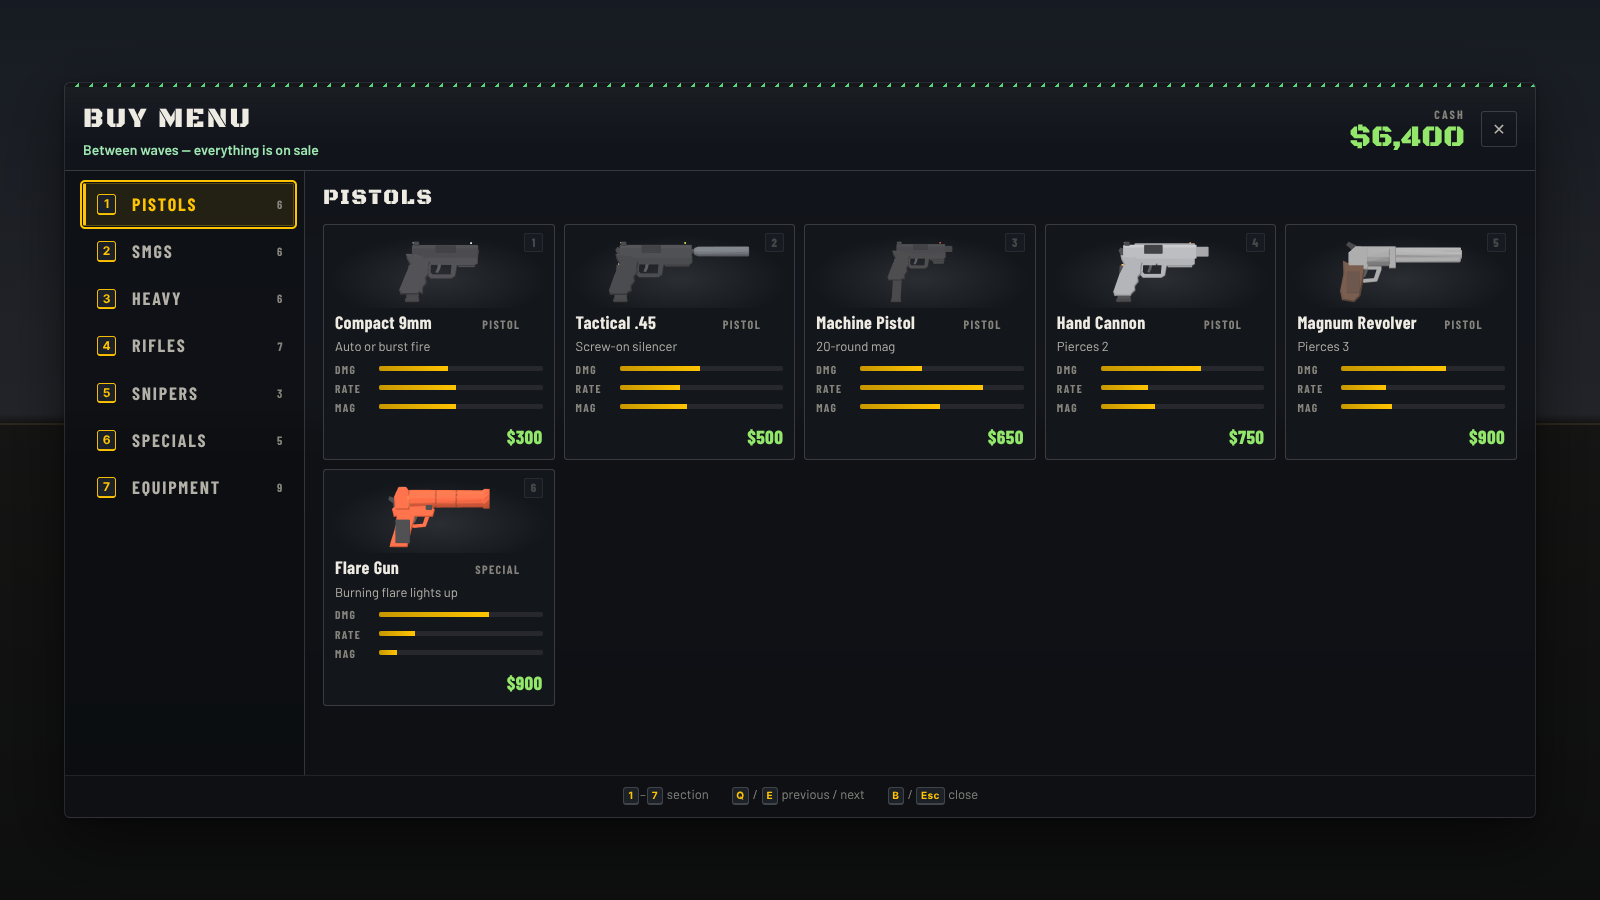 BUY MENU
Between waves — everything is on sale
CASH
$6,400
×
1 PISTOLS 6
2 SMGS 6
3 HEAVY 6
4 RIFLES 7
5 SNIPERS 3
6 SPECIALS 5
7 EQUIPMENT 9
PISTOLS
1
Compact 9mm PISTOL
Auto or burst fire
DMG
RATE
MAG
$300
2
Tactical .45 PISTOL
Screw-on silencer
DMG
RATE
MAG
$500
3
Machine Pistol PISTOL
20-round mag
DMG
RATE
MAG
$650
4
Hand Cannon PISTOL
Pierces 2
DMG
RATE
MAG
$750
5
Magnum Revolver PISTOL
Pierces 3
DMG
RATE
MAG
$900
6
Flare Gun SPECIAL
Burning flare lights up
DMG
RATE
MAG
$900
1 – 7 section Q / E previous / next B / Esc close